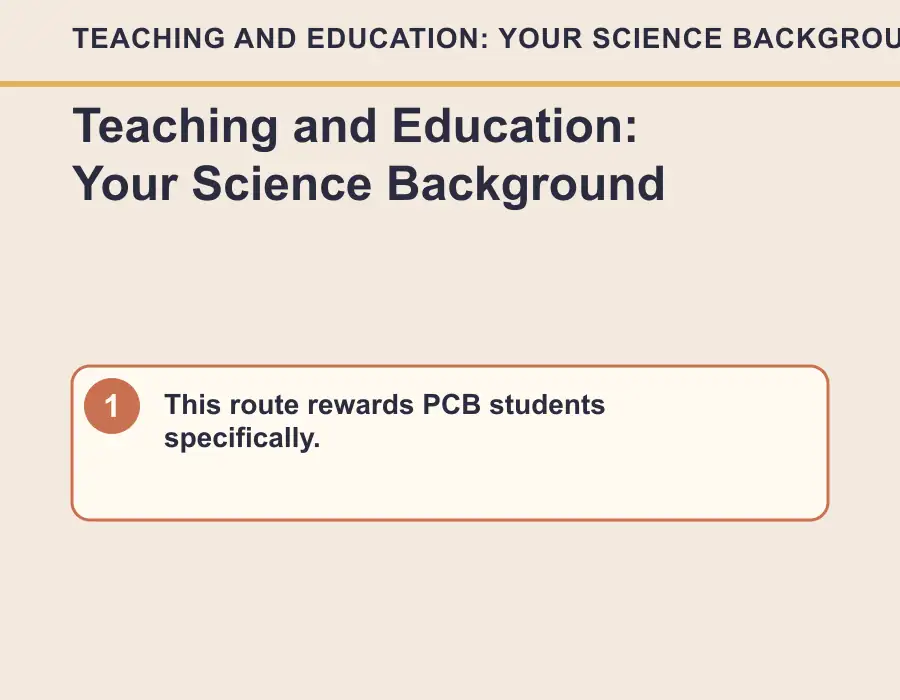 TEACHING AND EDUCATION: YOUR SCIENCE BACKGROU
Teaching and Education:
Your Science Background
1
This route rewards PCB students
specifically.